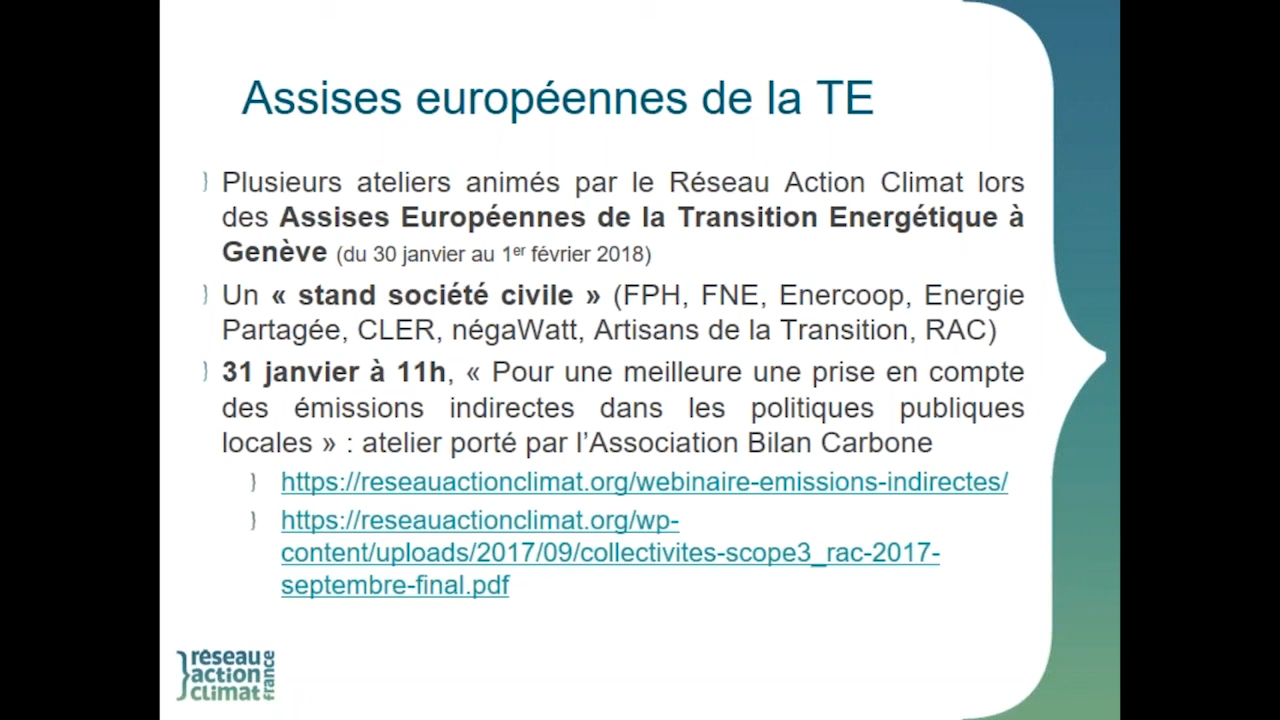 Assises européennes de la TE
Plusieurs ateliers animés par le Réseau Action Climat lors
des Assises Européennes de la Transition Energétique à
Genève (du 30 janvier au 1er février 2018)
Un « stand société civile » (FPH, FNE, Enercoop, Energie
Partagée, CLER, négaWatt, Artisans de la Transition, RAC)
31 janvier à 11h, « Pour une meilleure une prise en compte
des émissions indirectes dans les politiques publiques
locales » : atelier porté par l’Association Bilan Carbone
https://reseauactionclimat.org/webinaire-emissions-indirectes/
https://reseauactionclimat.org/wp-
content/uploads/2017/09/collectivites-scope3_rac-2017-
septembre-final.pdf
réseau
action
climat
france